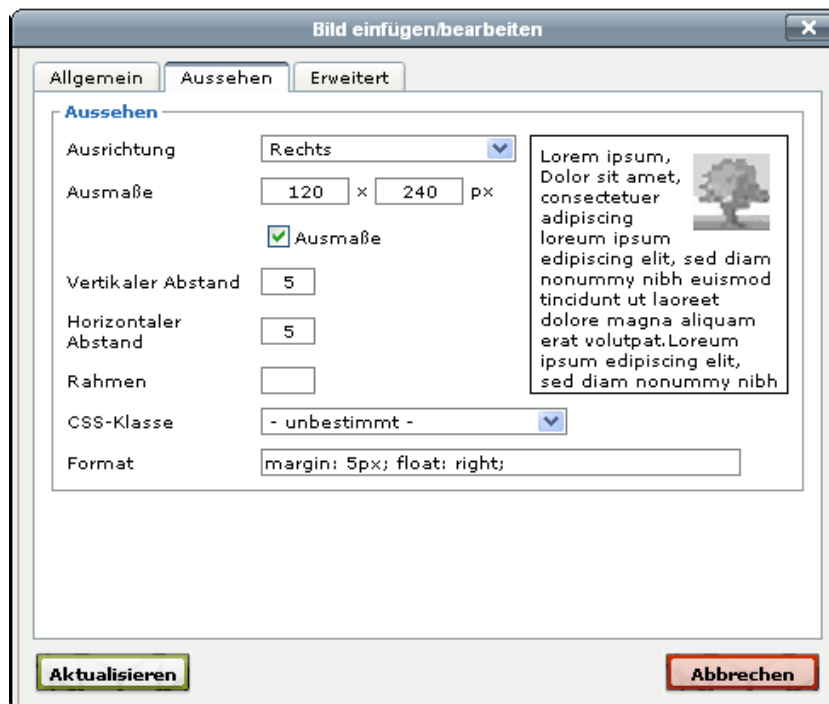 Bild einfügen/bearbeiten
Allgemein Aussehen Erweitert
Aussehen
Ausrichtung Rechts
Ausmaße 120 x 240 px
Ausmaße
Vertikaler Abstand 5
Horizontaler
Abstand 5
Rahmen
CSS-Klasse - unbestimmt -
Format margin: 5px; float: right;
Lorem ipsum,
Dolor sit amet,
consectetuer
adipiscing
loreum ipsum
edipiscing elit, sed diam
nonummy nibh euismod
tincidunt ut laoreet
dolore magna aliquam
erat volutpat.Loreum
ipsum edipiscing elit,
sed diam nonummy nibh
Aktualisieren Abbrechen